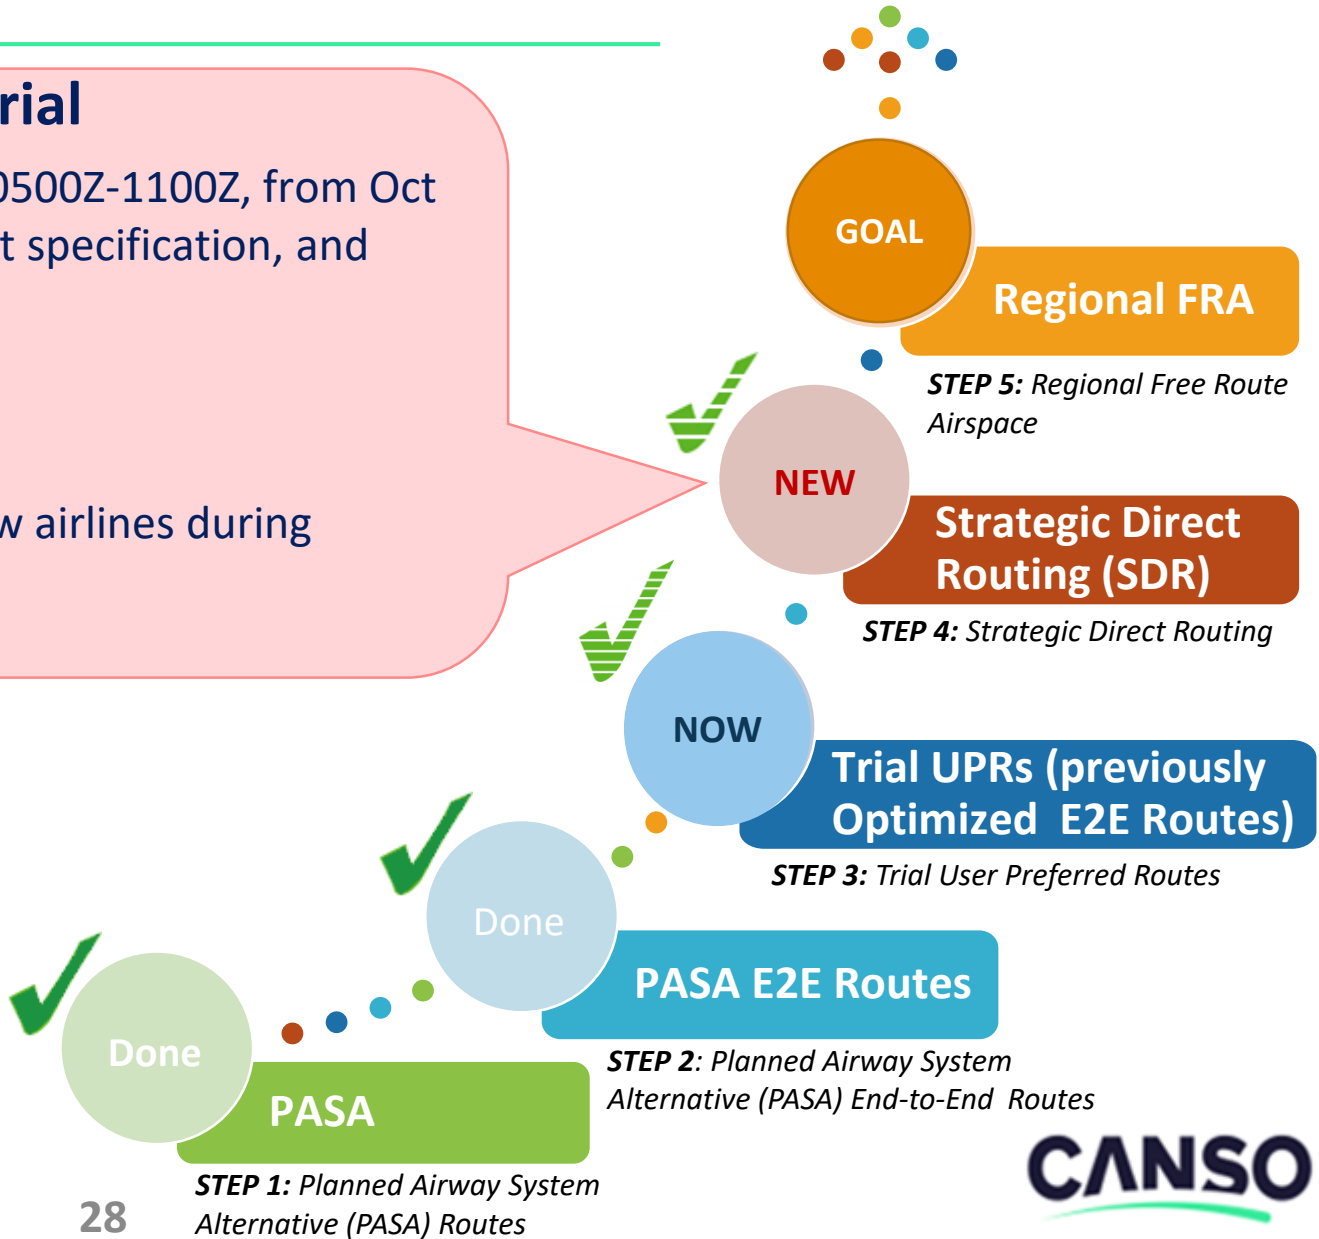 rial
0500Z-1100Z, from Oct
t specification, and
w airlines during
GOAL
Regional FRA
STEP 5: Regional Free Route
Airspace
NEW
Strategic Direct
Routing (SDR)
STEP 4: Strategic Direct Routing
NOW
Trial UPRs (previously
Optimized E2E Routes)
STEP 3: Trial User Preferred Routes
Done
PASA E2E Routes
STEP 2: Planned Airway System
Alternative (PASA) End-to-End Routes
Done
PASA
STEP 1: Planned Airway System
Alternative (PASA) Routes
28
CANSO